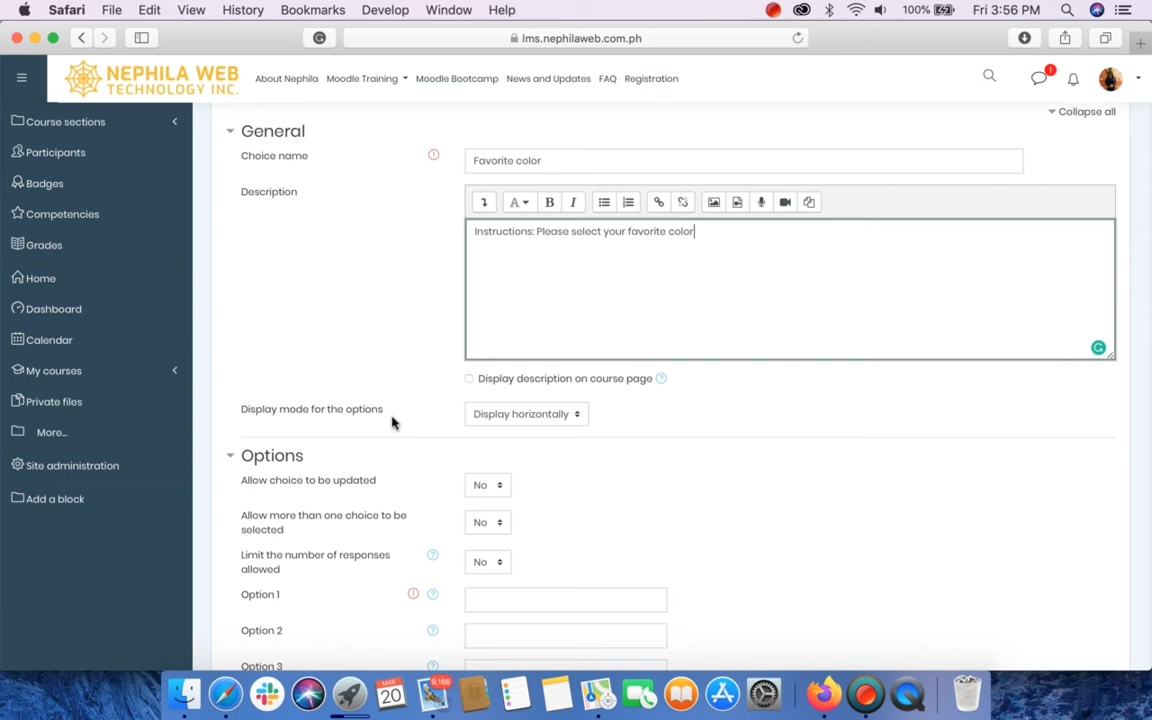 Safari File Edit View History Bookmarks Develop Window Help 100% Fri 3:56 PM
lms.nephilaweb.com.ph
NEPHILA WEB
TECHNOLOGY INC.
About Nephila Moodle Training Moodle Bootcamp News and Updates FAQ Registration
1
Course sections
Participants
Badges
Competencies
Grades
Home
Dashboard
Calendar
My courses
Private files
More...
Site administration
Add a block
Collapse all
General
Choice name
Favorite color
Description
A B I
Instructions: Please select your favorite color
Display description on course page
Display mode for the options
Display horizontally
Options
Allow choice to be updated
No
Allow more than one choice to be
selected
No
Limit the number of responses
allowed
No
Option 1
Option 2
Option 3
MAR
20
9,168